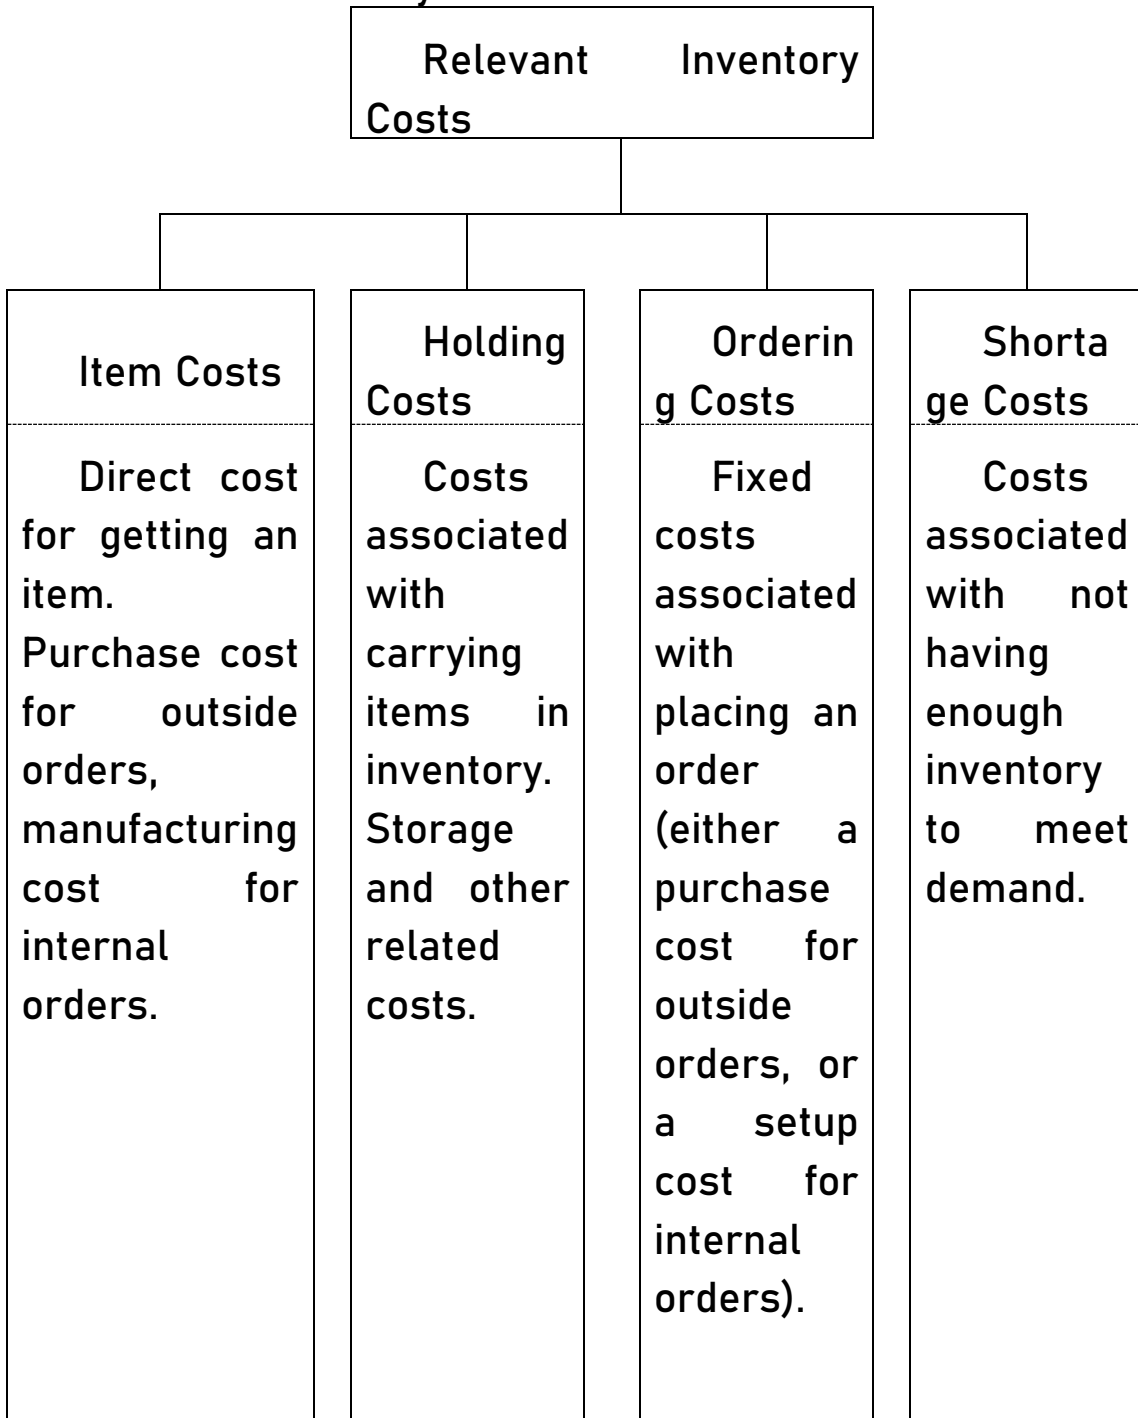 Relevant Inventory
Costs
Item Costs
Direct cost
for getting an
item.
Purchase cost
for outside
orders,
manufacturing
cost for
internal
orders.
Holding
Costs
Costs
associated
with
carrying
items in
inventory.
Storage
and other
related
costs.
Orderin
g Costs
Fixed
costs
associated
with
placing an
order
(either a
purchase
cost for
outside
orders, or
a setup
cost for
internal
orders).
Shorta
ge Costs
Costs
associated
with not
having
enough
inventory
to meet
demand.